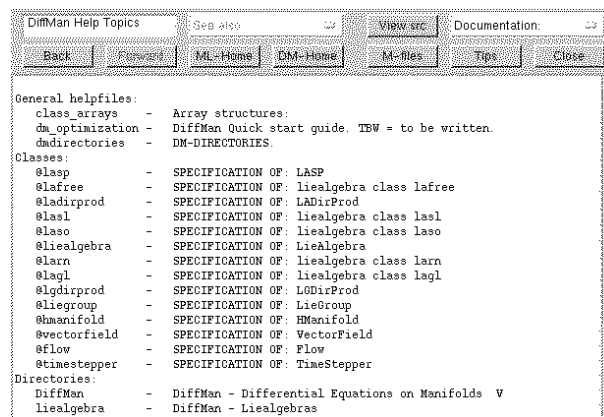 DiffMan Help Topics See also View src Documentation:
Back Forward ML-Home DM-Home M-files Tips Close
General helpfiles:
class_arrays - Array structures:
dm_optimization - DiffMan Quick start guide. TBW = to be written.
dmdirectories - DM-DIRECTORIES.
Classes:
@lasp - SPECIFICATION OF: LASP
@lafree - SPECIFICATION OF: liealgebra class lafree
@ladirprod - SPECIFICATION OF: LADirProd
@lasl - SPECIFICATION OF: liealgebra class lasl
@laso - SPECIFICATION OF: liealgebra class laso
@liealgebra - SPECIFICATION OF: LieAlgebra
@larn - SPECIFICATION OF: liealgebra class larn
@lagl - SPECIFICATION OF: liealgebra class lagl
@lgdirprod - SPECIFICATION OF: LGDirProd
@liegroup - SPECIFICATION OF: LieGroup
@hmanifold - SPECIFICATION OF: HManifold
@vectorfield - SPECIFICATION OF: VectorField
@flow - SPECIFICATION OF: Flow
@timestepper - SPECIFICATION OF: TimeStepper
Directories:
DiffMan - DiffMan - Differential Equations on Manifolds V
liealgebra - DiffMan - Liealgebras